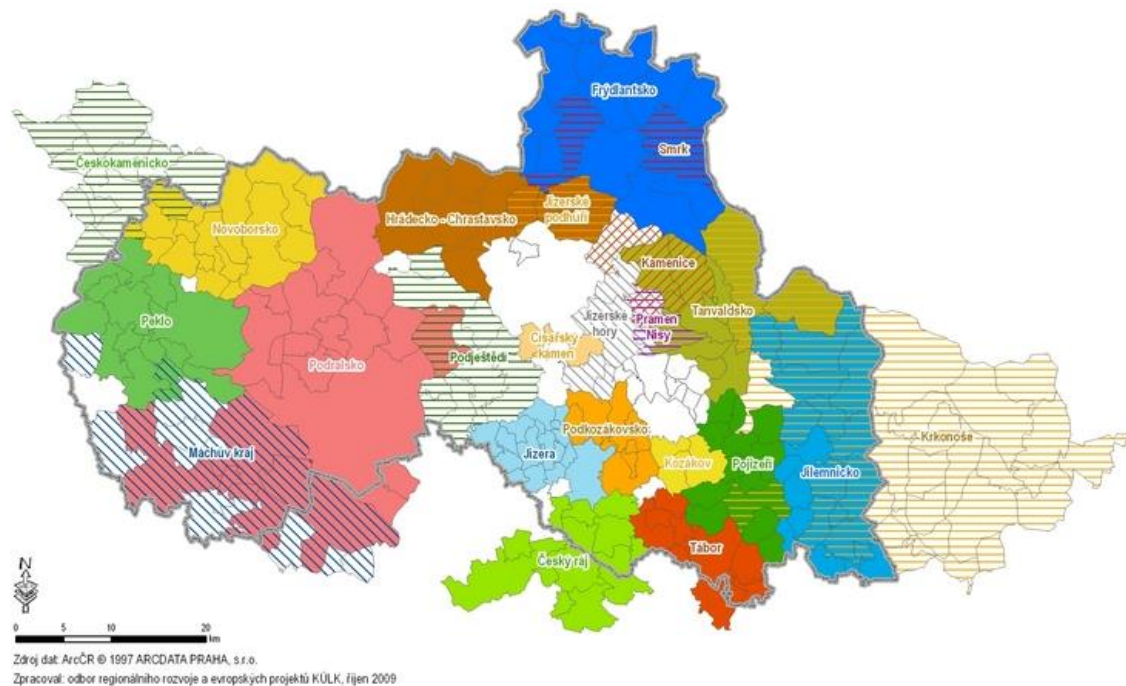 Frýdlantsko
Českokamenicko
Smrk
Jizerské
podhůří
Hrádecko - Chrastavsko
Novoborsko
Kamenice
Tanvaldsko
Jizerské
hory
Pramen
Nisy
Peklo
Císařský
kámen
Podještědí
Podralsko
Podkozákovsko
Krkonoše
Máchův kraj
Jizera
Kozákov
Pojizeří
Jilemnicko
Tábor
Český ráj
N
0 5 10 20
km
Zdroj dat: ArcČR © 1997 ARCDATA PRAHA, s.r.o.
Zpracoval: odbor regionálního rozvoje a evropských projektů KÚLK, říjen 2009